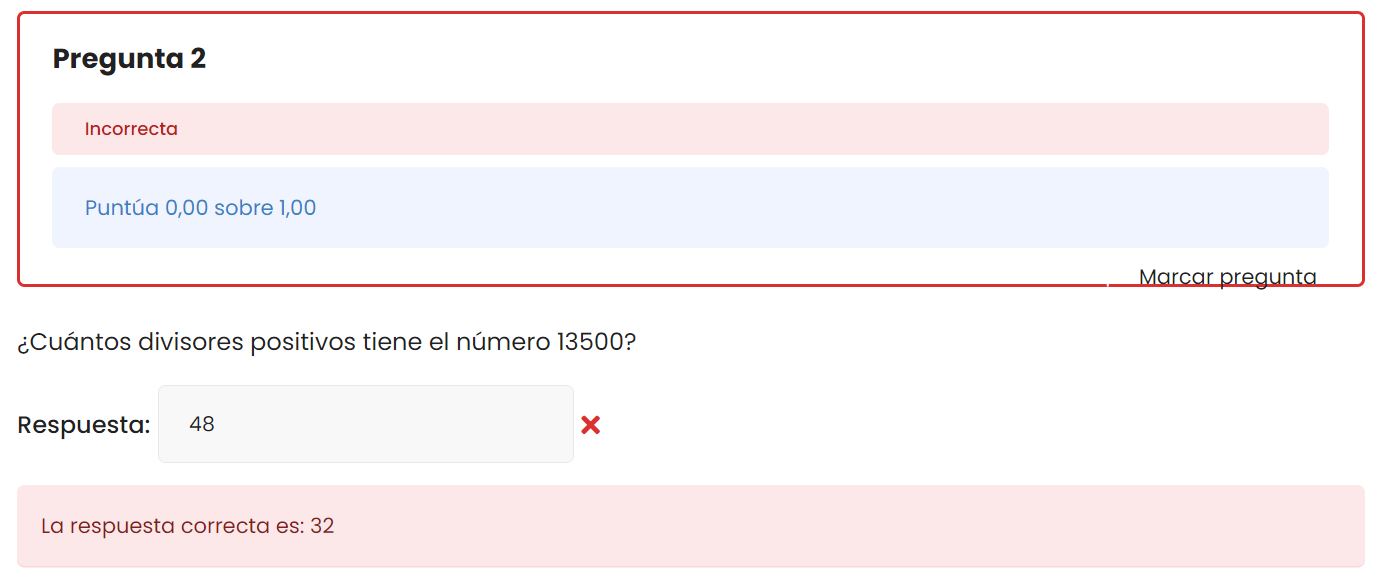 Pregunta 2
Incorrecta
Puntúa 0,00 sobre 1,00
Marcar pregunta
¿Cuántos divisores positivos tiene el número 13500?
Respuesta: 48
La respuesta correcta es: 32